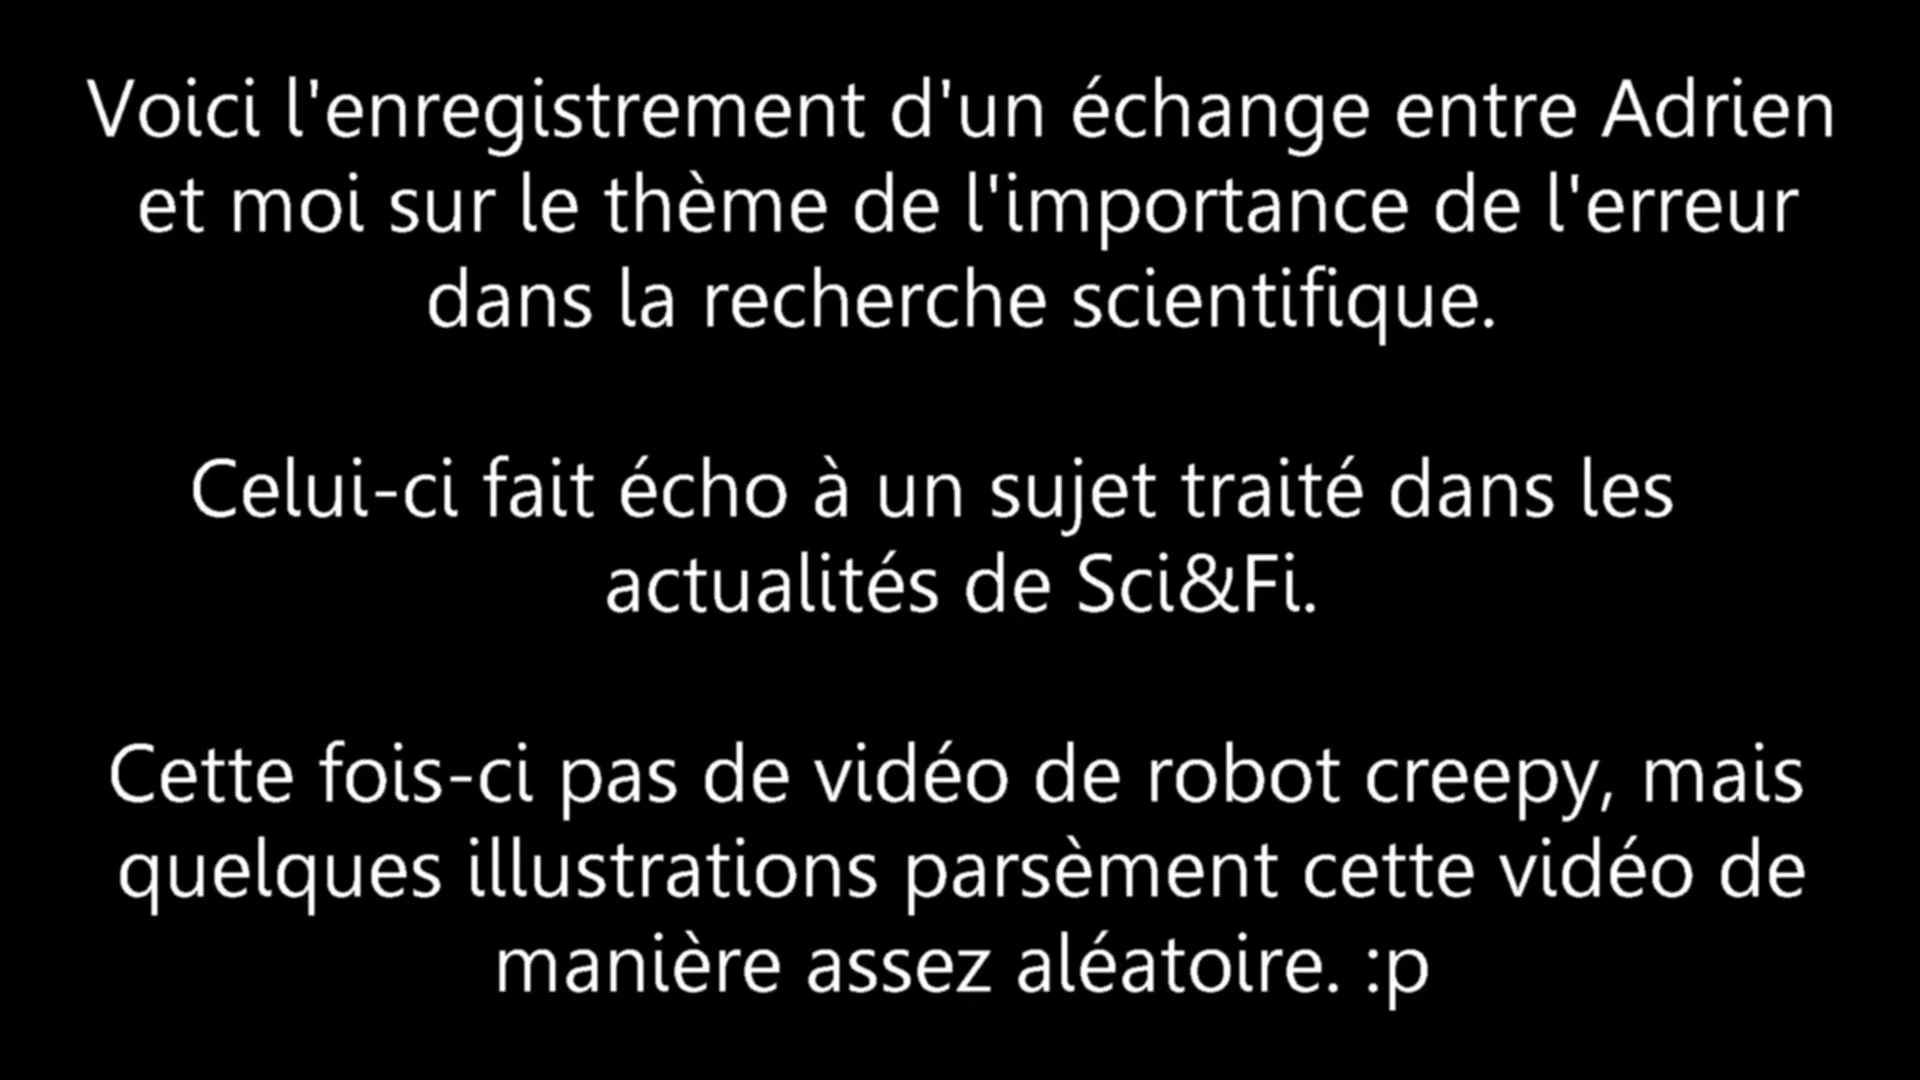 Voici l'enregistrement d'un échange entre Adrien
et moi sur le thème de l'importance de l'erreur
dans la recherche scientifique.
Celui-ci fait écho à un sujet traité dans les
actualités de Sci&Fi.
Cette fois-ci pas de vidéo de robot creepy, mais
quelques illustrations parsèment cette vidéo de
manière assez aléatoire. :p